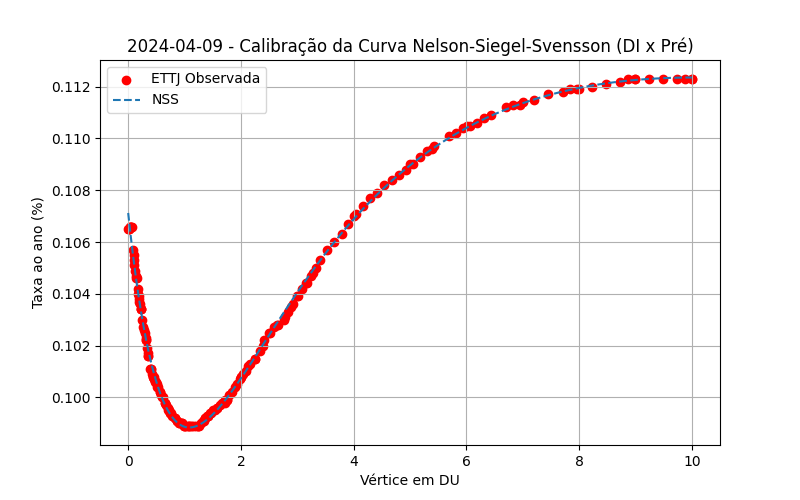 2024-04-09 - Calibração da Curva Nelson-Siegel-Svensson (DI x Pré)
ETTJ Observada
NSS
Taxa ao ano (%)
0.112
0.110
0.108
0.106
0.104
0.102
0.100
0 2 4 6 8 10
Vértice em DU